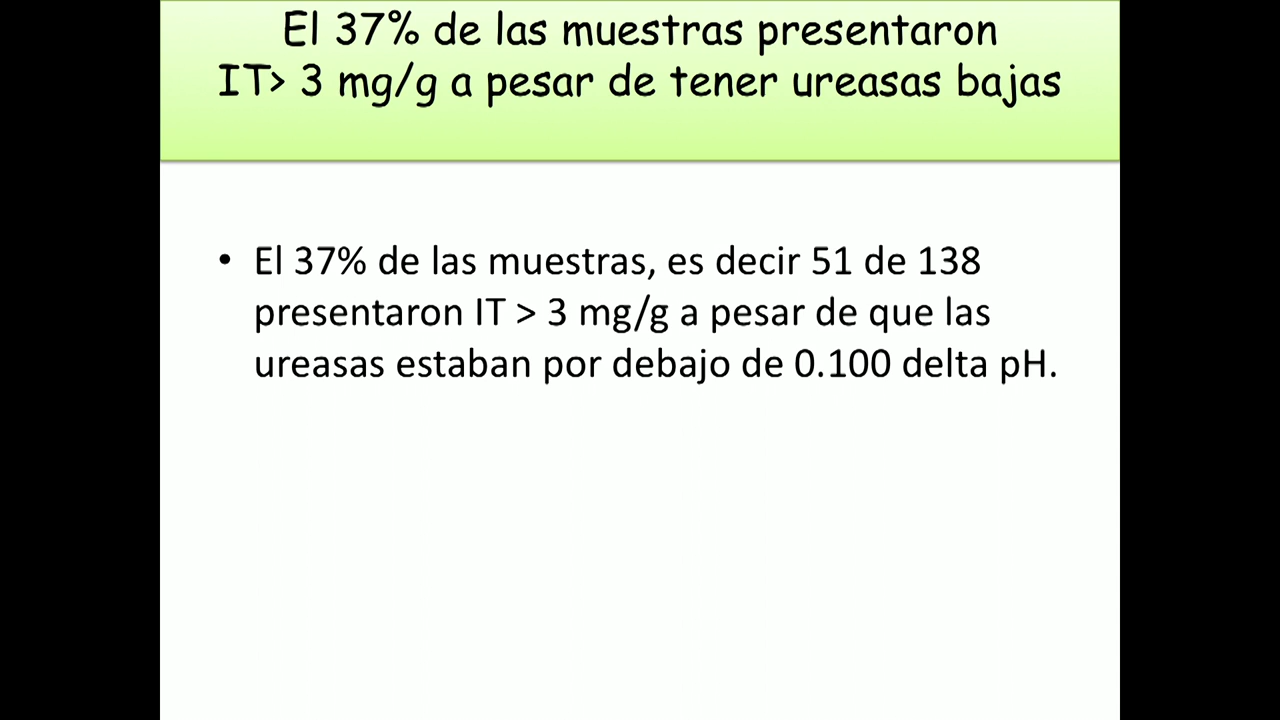 El 37% de las muestras presentaron
IT> 3 mg/g a pesar de tener ureasas bajas
• El 37% de las muestras, es decir 51 de 138
presentaron IT > 3 mg/g a pesar de que las
ureasas estaban por debajo de 0.100 delta pH.